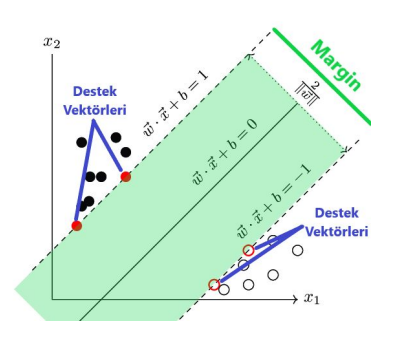 x₂
Margin
Destek
Vektörleri
w⃗ · x⃗ + b = 1
2
||w⃗||
w⃗ · x⃗ + b = 0
w⃗ · x⃗ + b = −1
Destek
Vektörleri
x₁